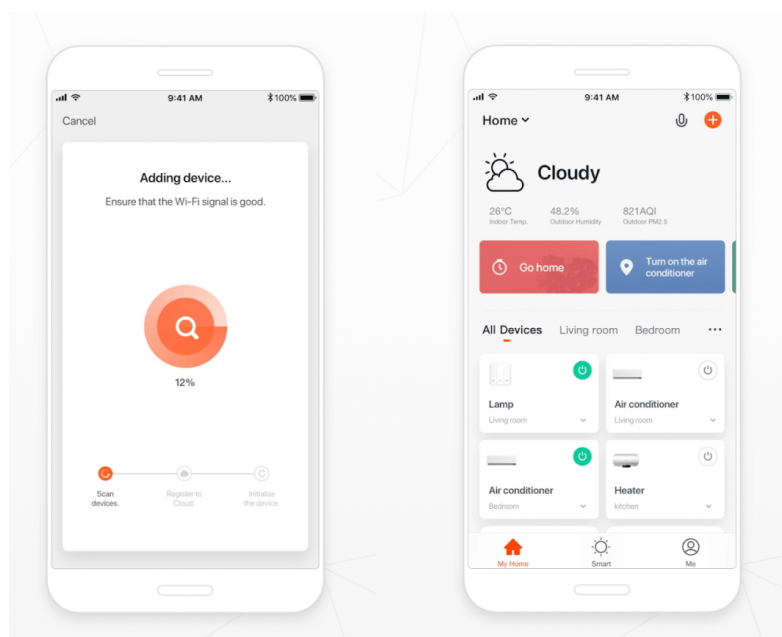 9:41 AM
100%
Cancel
Adding device...
Ensure that the Wi-Fi signal is good.
12%
Scan
devices.
Register to
Cloud.
Initialize
the device.
9:41 AM
100%
Home
Cloudy
26°C
Indoor Temp.
48.2%
Outdoor Humidity
821AQI
Outdoor PM2.5
Go home
Turn on the air
conditioner
All Devices
Living room
Bedroom
...
Lamp
Living room
Air conditioner
Living room
Air conditioner
Bedroom
Heater
kitchen
My Home
Smart
Me